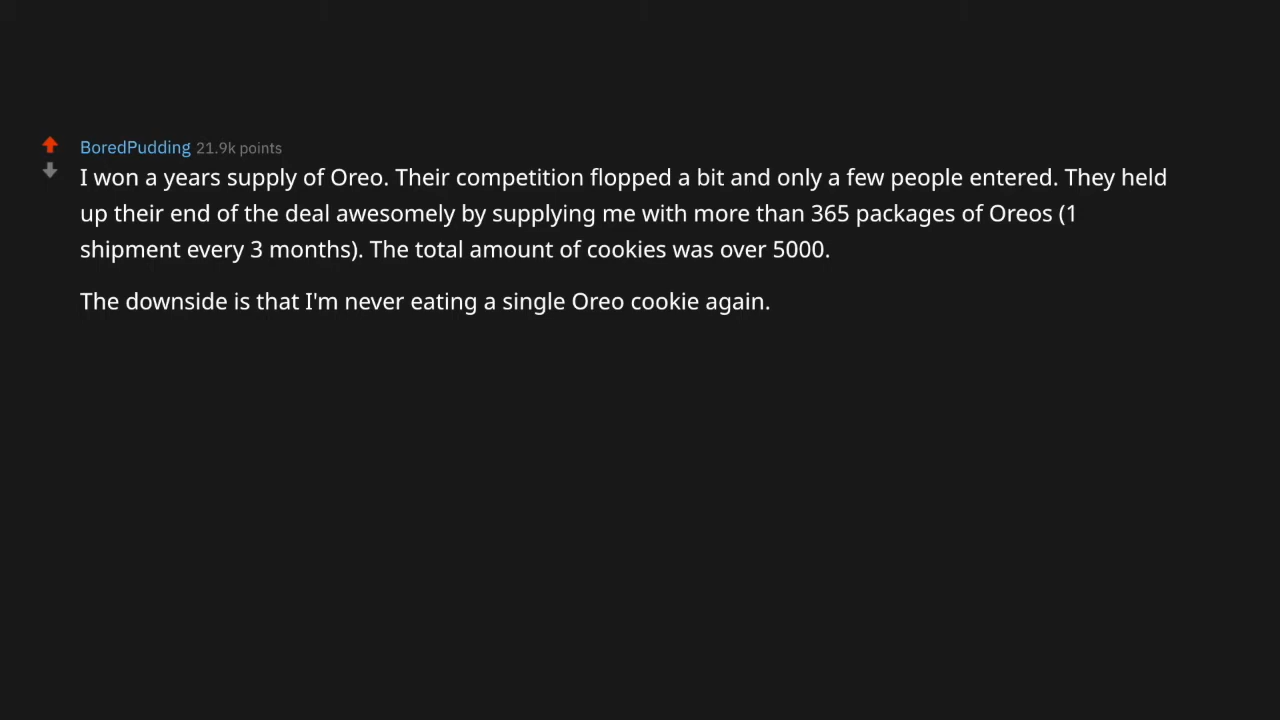 BoredPudding 21.9k points
I won a years supply of Oreo. Their competition flopped a bit and only a few people entered. They held
up their end of the deal awesomely by supplying me with more than 365 packages of Oreos (1
shipment every 3 months). The total amount of cookies was over 5000.
The downside is that I'm never eating a single Oreo cookie again.